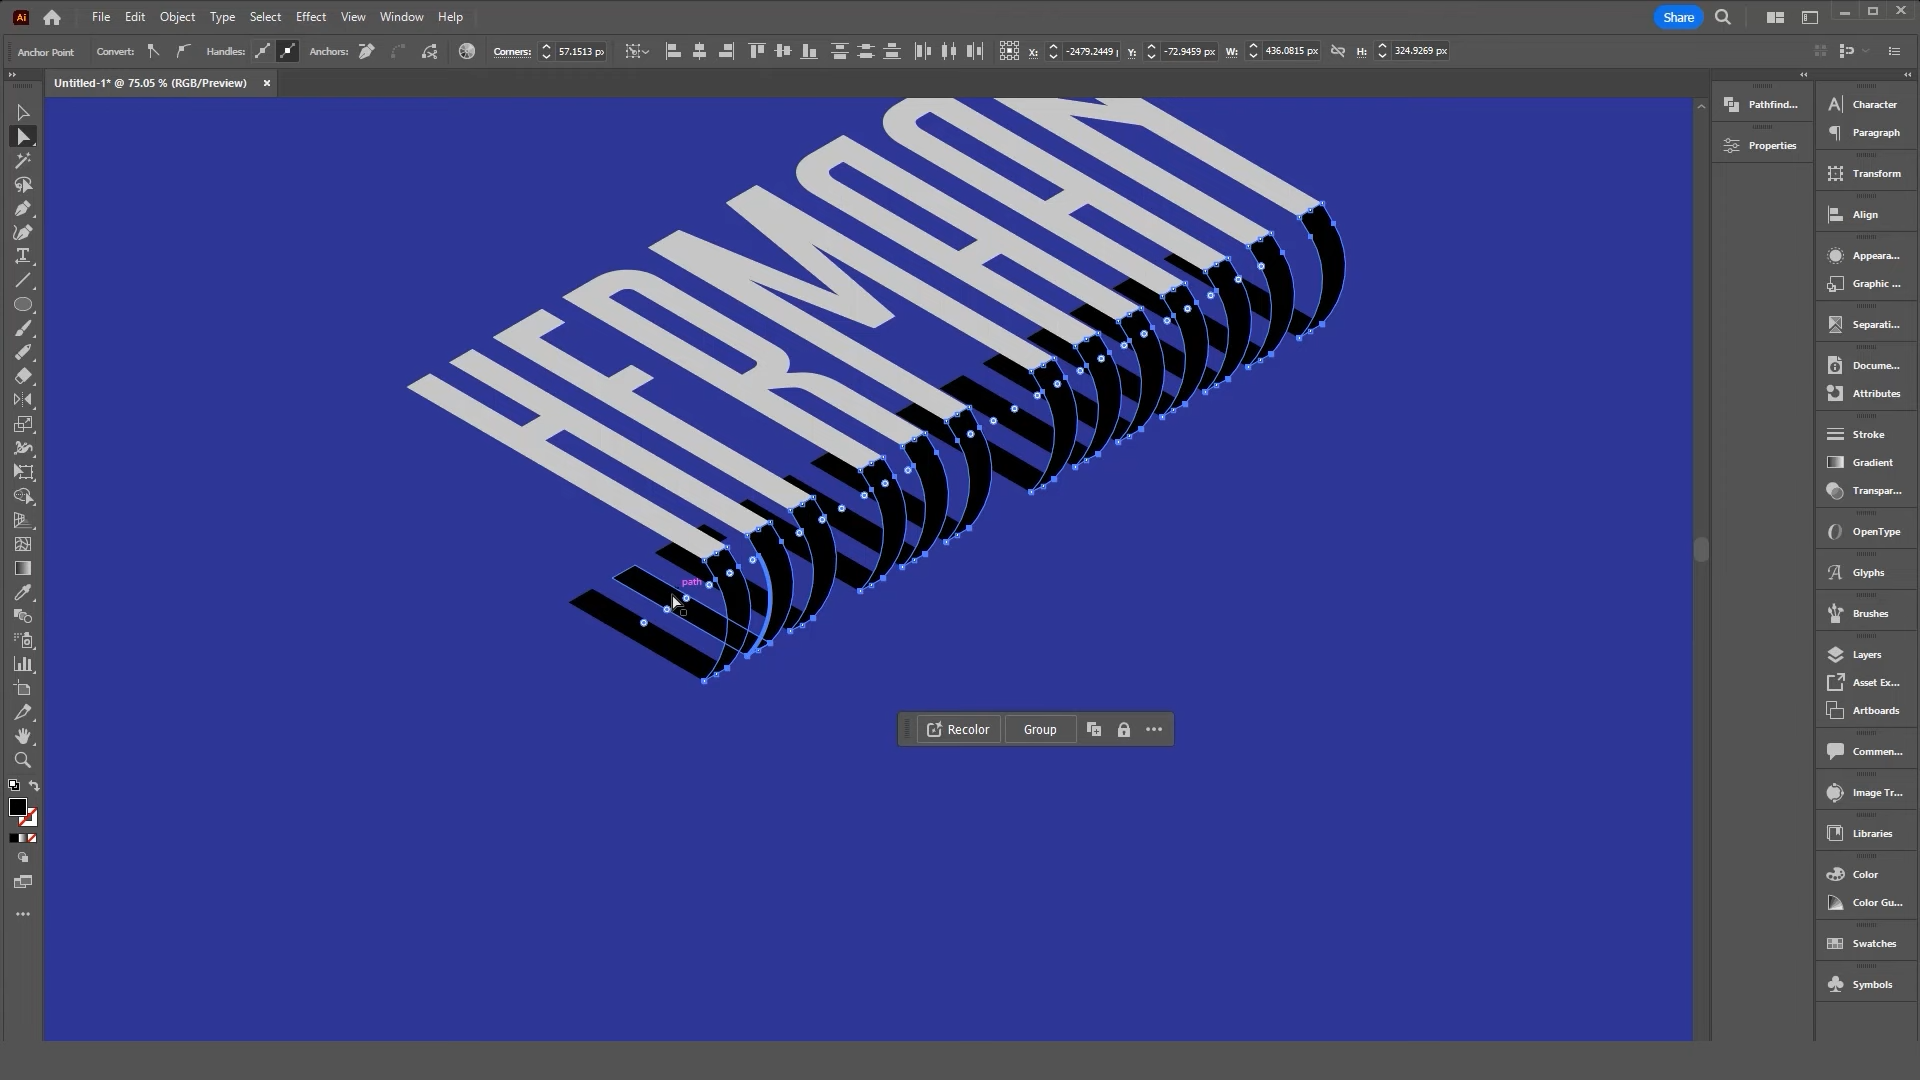 Ai File Edit Object Type Select Effect View Window Help Share
Anchor Point Convert: Handles: Anchors: Corners: 57.1513 p X: -2479.2449 Y: -72.9459 px W: 436.0815 px H: 324.9269 px
Untitled-1* @ 75.05 % (RGB/Preview)
Pathfind...
Properties
Character
Paragraph
Transform
Align
Appeara...
Graphic ...
Separati...
Docume...
Attributes
Stroke
Gradient
Transpar...
OpenType
Glyphs
Brushes
Layers
Asset Ex...
Artboards
Commen...
Image Tr...
Libraries
Color
Color Gu...
Swatches
Symbols
HERMAAN
path
Recolor Group